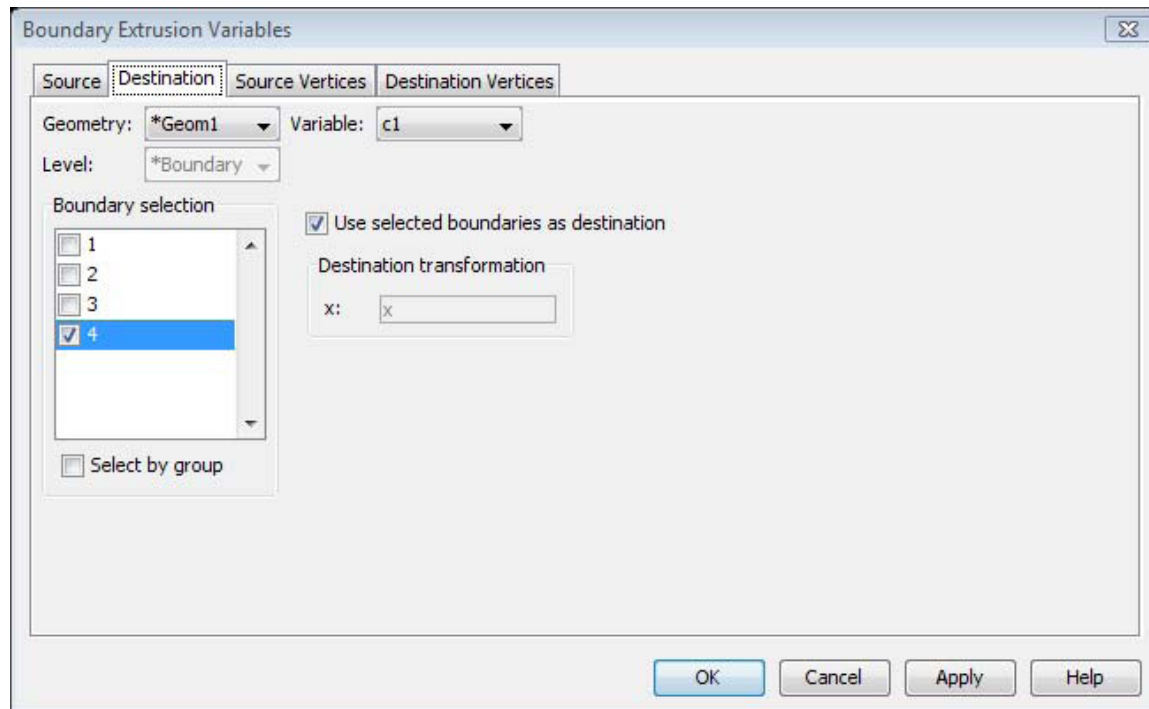 Boundary Extrusion Variables
Source Destination Source Vertices Destination Vertices
Geometry: *Geom1 Variable: c1
Level: *Boundary
Boundary selection
1
2
3
4
Select by group
Use selected boundaries as destination
Destination transformation
x: x
OK Cancel Apply Help